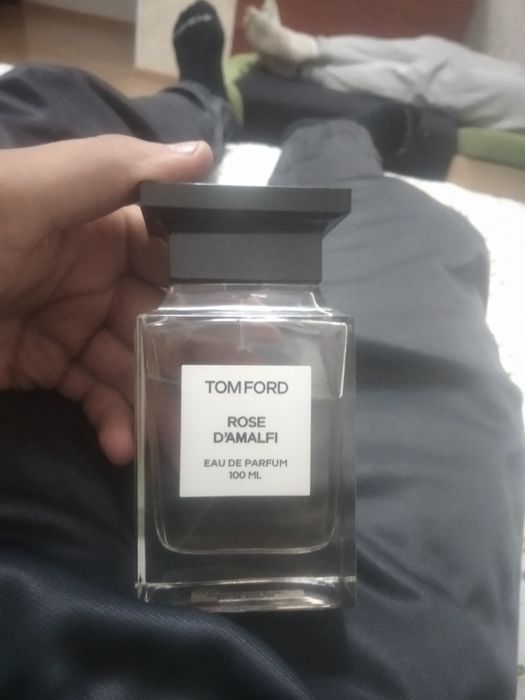 TOM FORD
ROSE
D'AMALFI
EAU DE PARFUM
100 ML